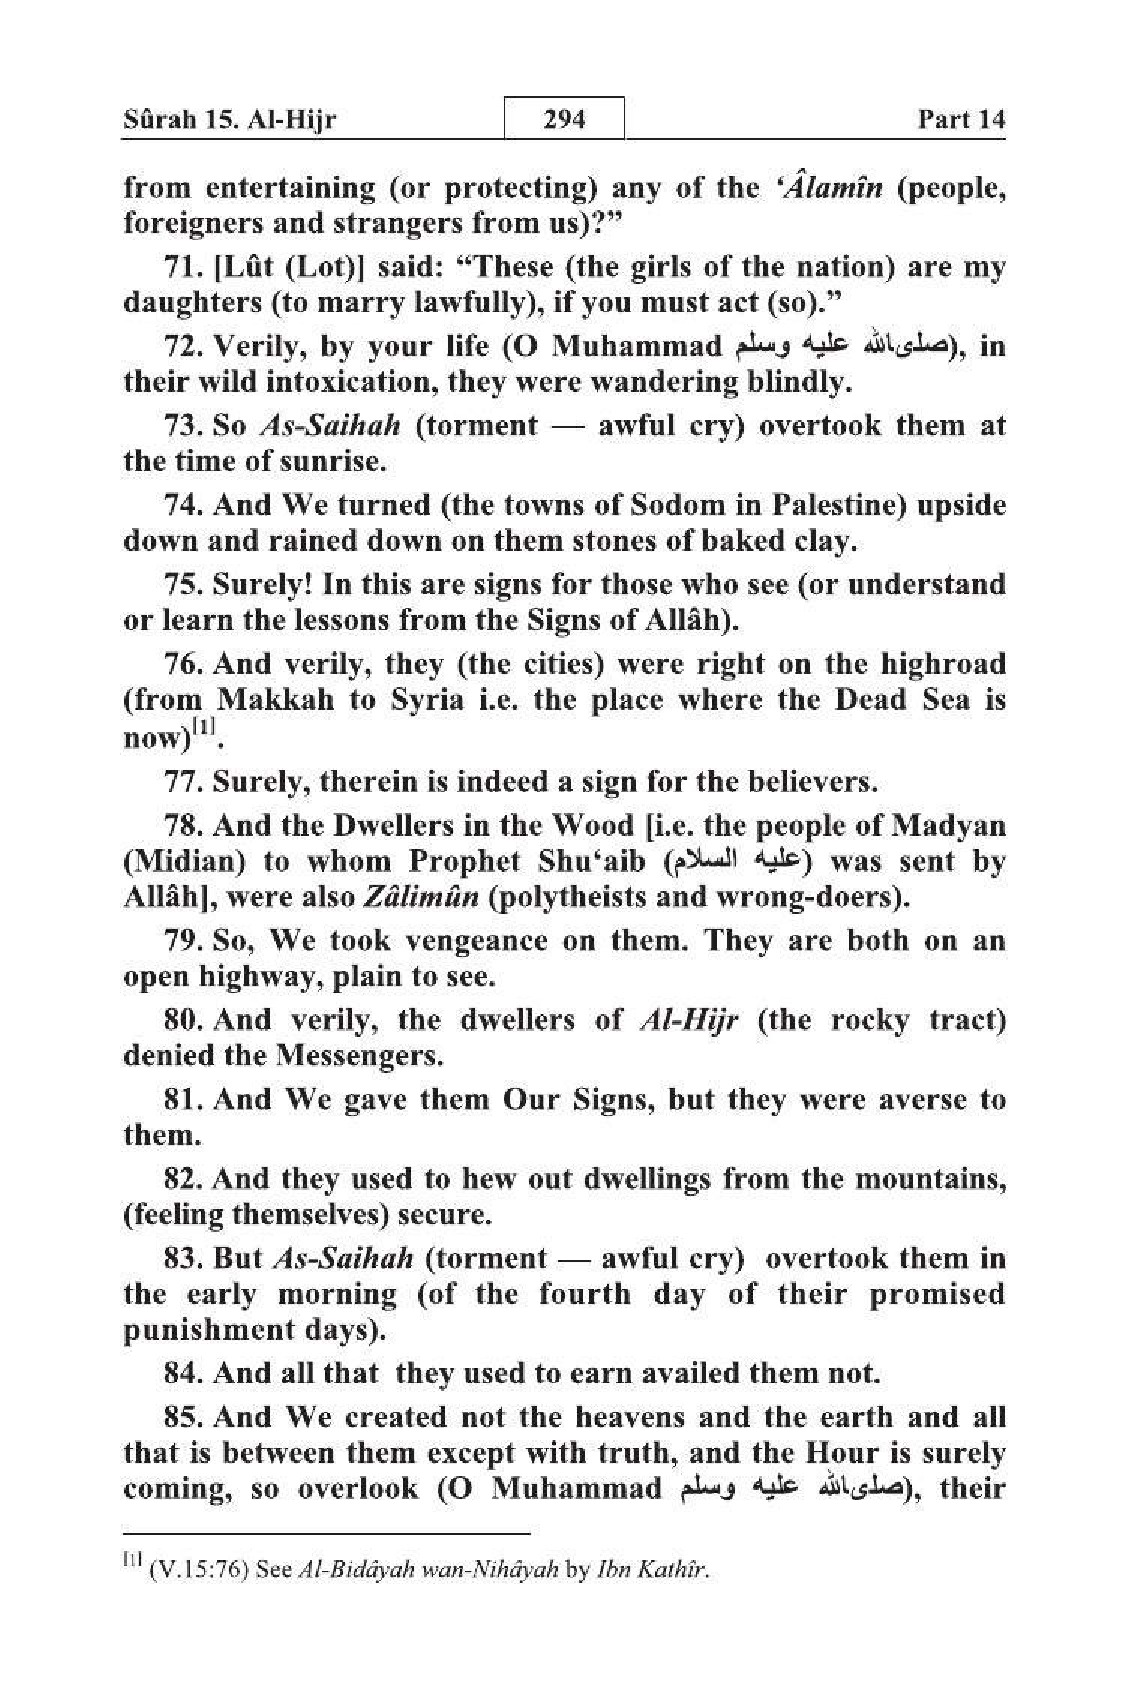 Sûrah 15. Al-Hijr 294 Part 14
from entertaining (or protecting) any of the ‘Âlamîn (people,
foreigners and strangers from us)?”
71. [Lût (Lot)] said: “These (the girls of the nation) are my
daughters (to marry lawfully), if you must act (so).”
72. Verily, by your life (O Muhammad صلى الله عليه وسلم), in
their wild intoxication, they were wandering blindly.
73. So As-Saihah (torment — awful cry) overtook them at
the time of sunrise.
74. And We turned (the towns of Sodom in Palestine) upside
down and rained down on them stones of baked clay.
75. Surely! In this are signs for those who see (or understand
or learn the lessons from the Signs of Allâh).
76. And verily, they (the cities) were right on the highroad
(from Makkah to Syria i.e. the place where the Dead Sea is
now)[1].
77. Surely, therein is indeed a sign for the believers.
78. And the Dwellers in the Wood [i.e. the people of Madyan
(Midian) to whom Prophet Shu‘aib (عليه السلام) was sent by
Allâh], were also Zâlimûn (polytheists and wrong-doers).
79. So, We took vengeance on them. They are both on an
open highway, plain to see.
80. And verily, the dwellers of Al-Hijr (the rocky tract)
denied the Messengers.
81. And We gave them Our Signs, but they were averse to
them.
82. And they used to hew out dwellings from the mountains,
(feeling themselves) secure.
83. But As-Saihah (torment — awful cry) overtook them in
the early morning (of the fourth day of their promised
punishment days).
84. And all that they used to earn availed them not.
85. And We created not the heavens and the earth and all
that is between them except with truth, and the Hour is surely
coming, so overlook (O Muhammad صلى الله عليه وسلم), their
[1] (V.15:76) See Al-Bidâyah wan-Nihâyah by Ibn Kathîr.